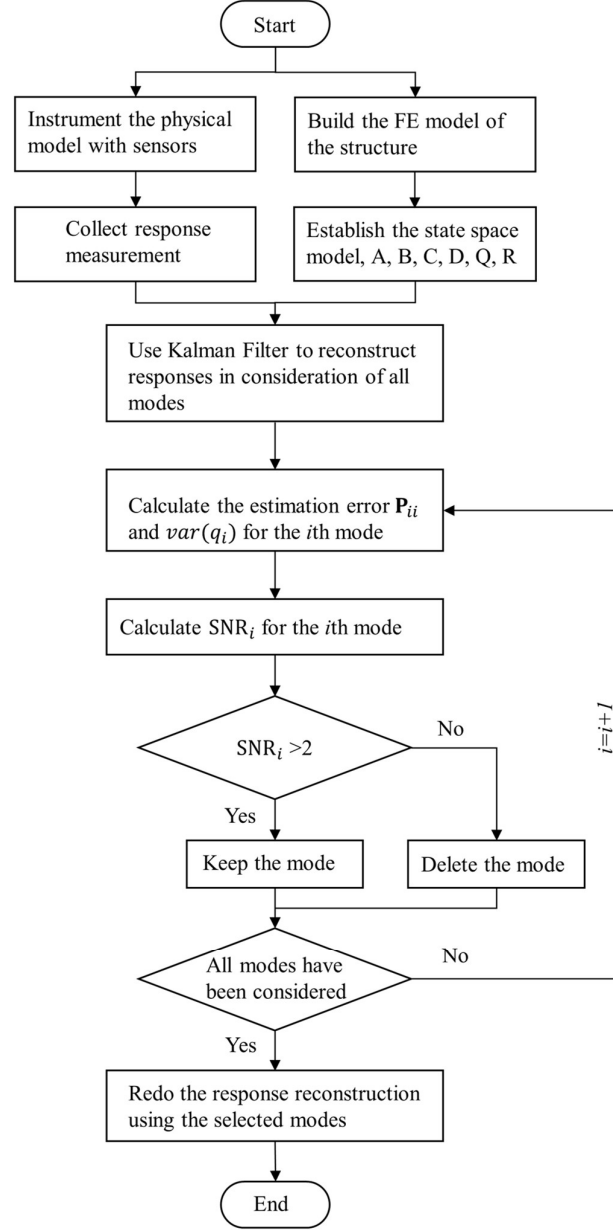 Start
Instrument the physical
model with sensors
Build the FE model of
the structure
Collect response
measurement
Establish the state space
model, A, B, C, D, Q, R
Use Kalman Filter to reconstruct
responses in consideration of all
modes
Calculate the estimation error P_{ii}
and var(q_i) for the ith mode
Calculate SNR_i for the ith mode
i=i+1
SNR_i >2
No
Yes
Keep the mode
Delete the mode
All modes have
been considered
No
Yes
Redo the response reconstruction
using the selected modes
End